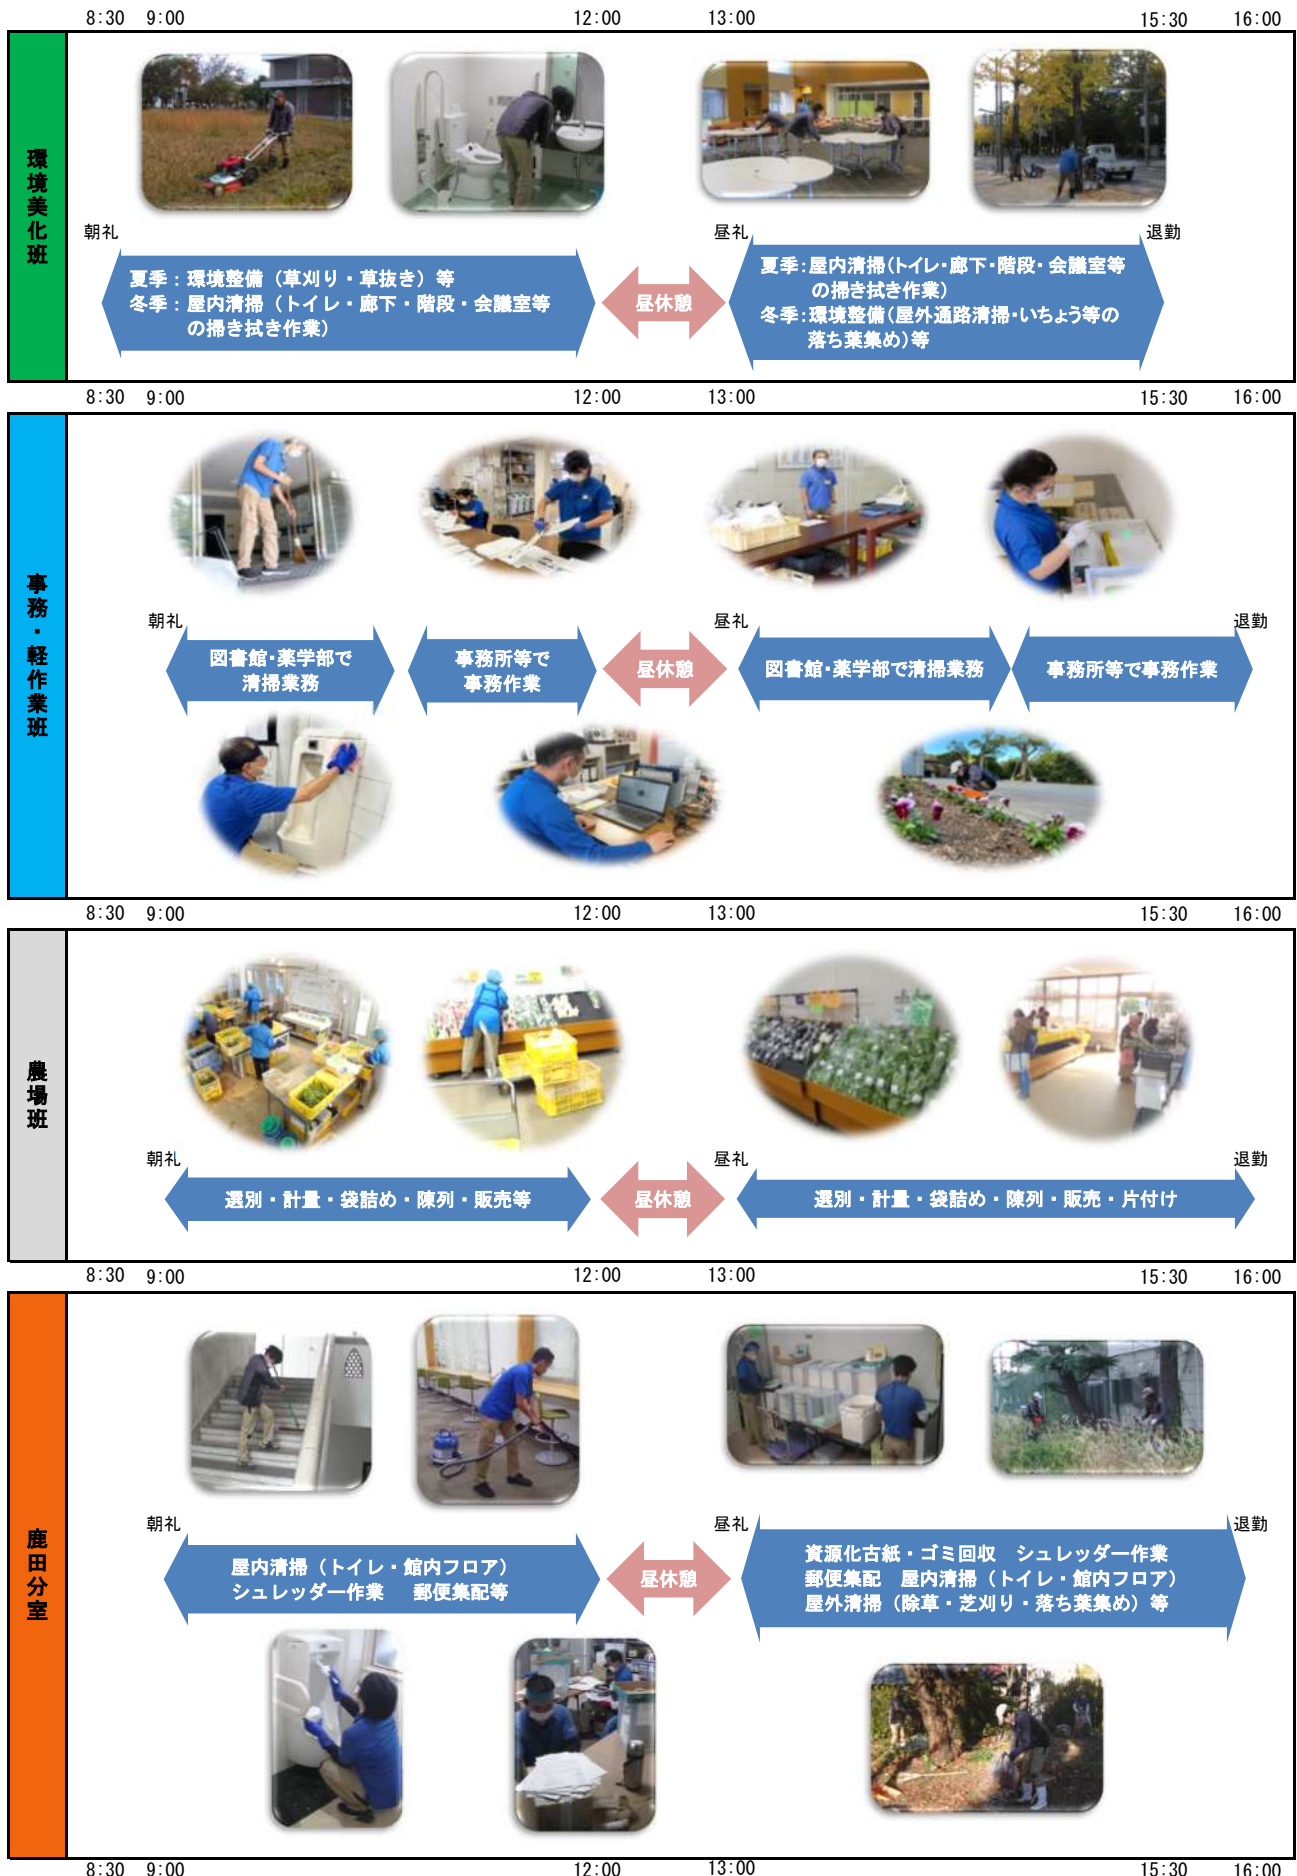 8:30 9:00 12:00 13:00 15:30 16:00
環境美化班
朝礼 昼礼 退勤
夏季：環境整備（草刈り・草抜き）等
冬季：屋内清掃（トイレ・廊下・階段・会議室等
の掃き拭き作業）
昼休憩
夏季：屋内清掃（トイレ・廊下・階段・会議室等
の掃き拭き作業）
冬季：環境整備（屋外通路清掃・いちょう等の
落ち葉集め）等
8:30 9:00 12:00 13:00 15:30 16:00
事務・軽作業班
朝礼 昼礼 退勤
図書館・薬学部で
清掃業務
事務所等で
事務作業
昼休憩
図書館・薬学部で清掃業務
事務所等で事務作業
8:30 9:00 12:00 13:00 15:30 16:00
農場班
朝礼 昼礼 退勤
選別・計量・袋詰め・陳列・販売等
昼休憩
選別・計量・袋詰め・陳列・販売・片付け
8:30 9:00 12:00 13:00 15:30 16:00
鹿田分室
朝礼 昼礼 退勤
屋内清掃（トイレ・館内フロア）
シュレッダー作業 郵便集配等
昼休憩
資源化古紙・ゴミ回収 シュレッダー作業
郵便集配 屋内清掃（トイレ・館内フロア）
屋外清掃（除草・芝刈り・落ち葉集め）等
8:30 9:00 12:00 13:00 15:30 16:00